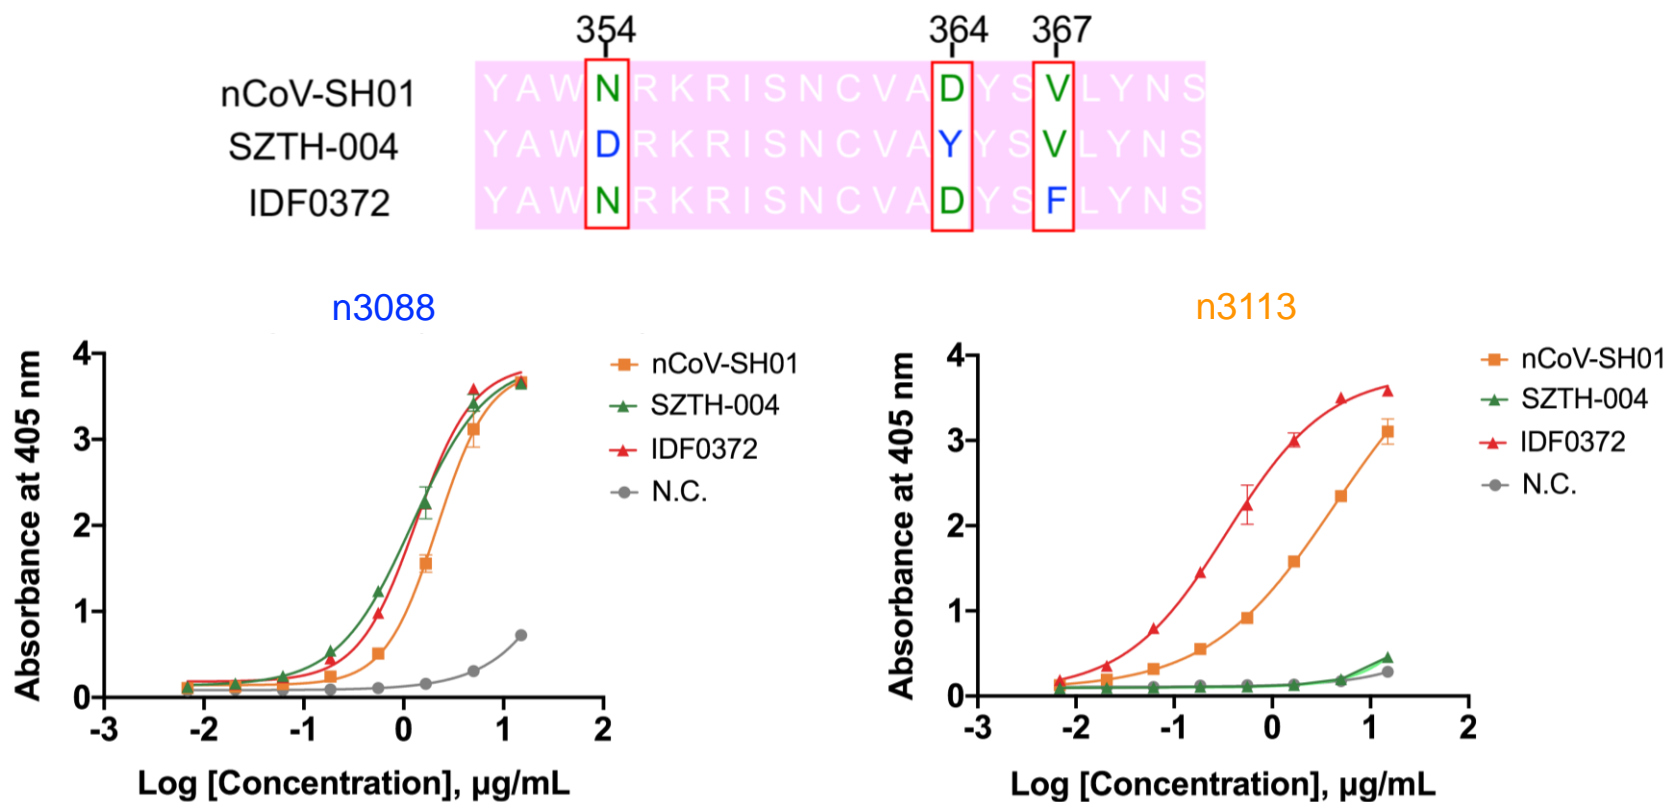 354 364 367
nCoV-SH01 YAWNRKRISNCVADYSVLYNS
SZTH-004 YAWDRKRISNCVAYYSVLYNS
IDF0372 YAWNRKRISNCVADYSFLYNS
n3088
Absorbance at 405 nm
4
3
2
1
0
-3 -2 -1 0 1 2
Log [Concentration], µg/mL
nCoV-SH01
SZTH-004
IDF0372
N.C.
n3113
Absorbance at 405 nm
4
3
2
1
0
-3 -2 -1 0 1 2
Log [Concentration], µg/mL
nCoV-SH01
SZTH-004
IDF0372
N.C.